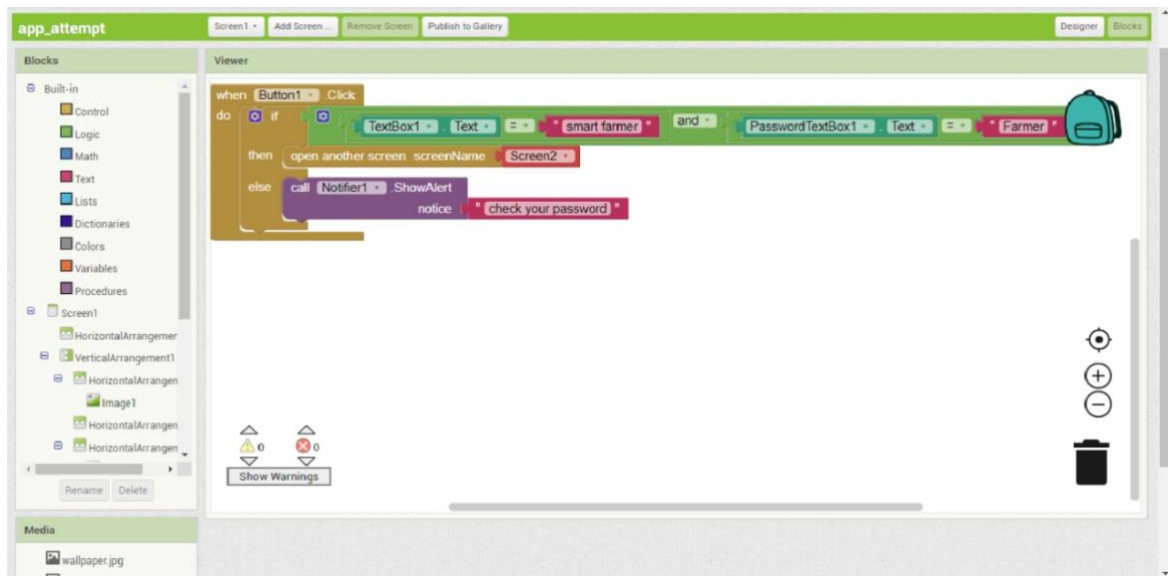 app_attempt Screen1 Add Screen ... Remove Screen Publish to Gallery Designer Blocks
Blocks
Viewer
Built-in
Control
Logic
Math
Text
Lists
Dictionaries
Colors
Variables
Procedures
Screen1
HorizontalArrangemer
VerticalArrangement1
HorizontalArrangen
Image1
HorizontalArrangen
HorizontalArrangen
Rename Delete
Media
wallpaper.jpg
when Button1 .Click
do if TextBox1 . Text = " smart farmer " and PasswordTextBox1 . Text = " Farmer "
then open another screen screenName Screen2
else call Notifier1 .ShowAlert
notice " check your password "
0 0
Show Warnings